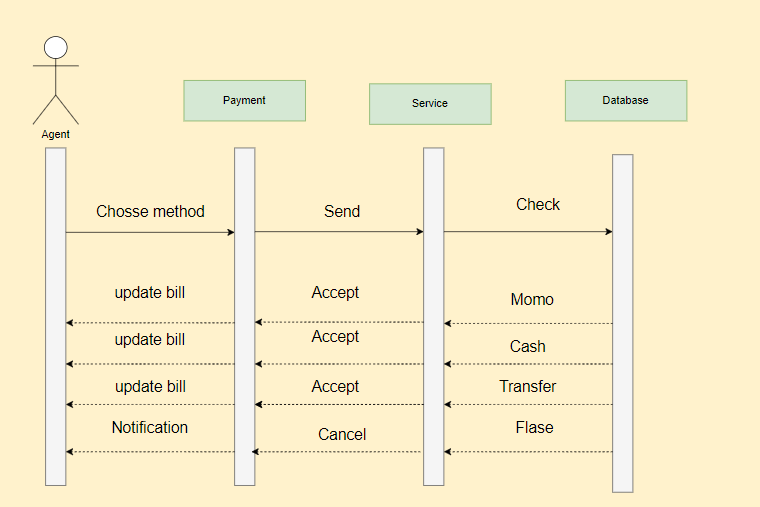 Payment
Service
Database
Agent
Chosse method
Send
Check
update bill
Accept
Momo
update bill
Accept
Cash
update bill
Accept
Transfer
Notification
Cancel
Flase